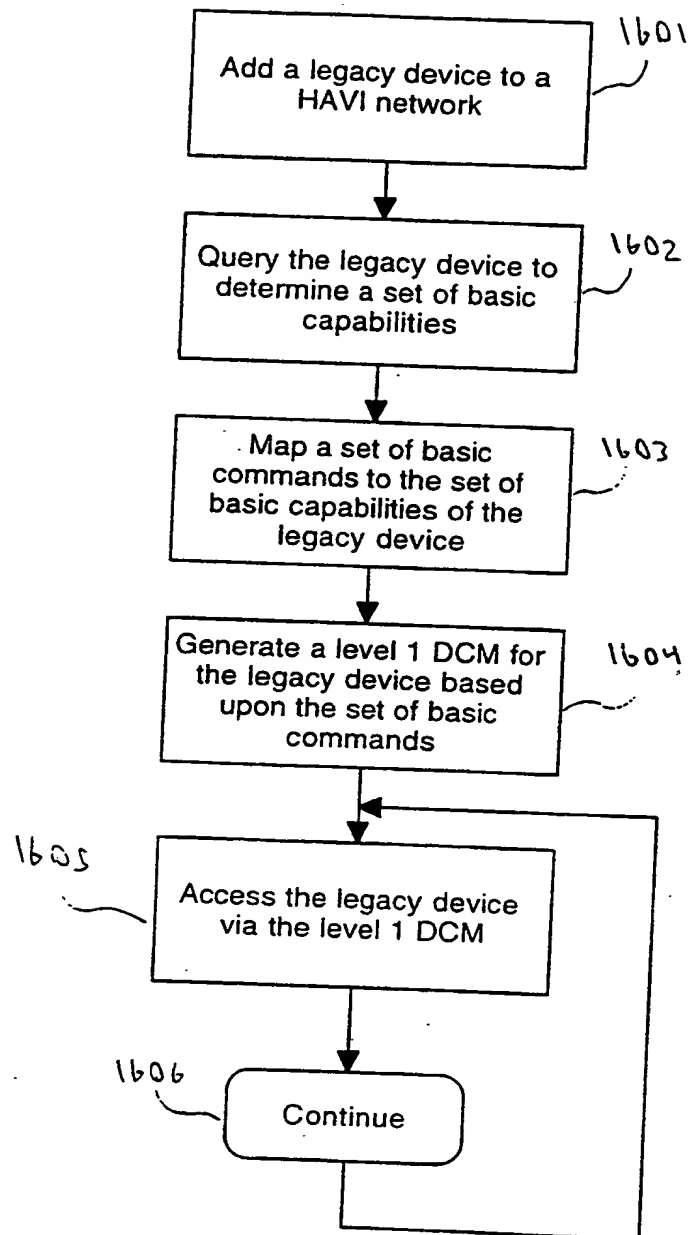 1601
Add a legacy device to a
HAVI network
1602
Query the legacy device to
determine a set of basic
capabilities
1603
Map a set of basic
commands to the set of
basic capabilities of the
legacy device
1604
Generate a level 1 DCM for
the legacy device based
upon the set of basic
commands
1605
Access the legacy device
via the level 1 DCM
1606
Continue